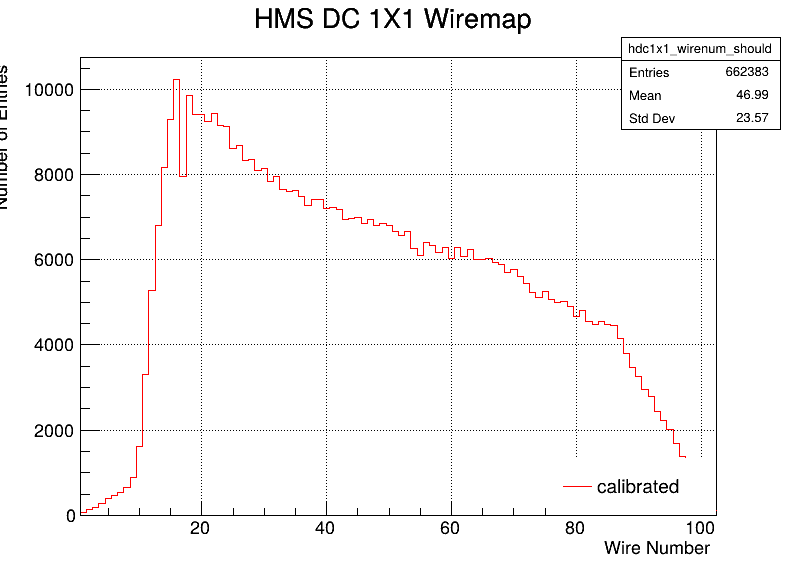 HMS DC 1X1 Wiremap
hdc1x1_wirenum_should
Entries 662383
Mean 46.99
Std Dev 23.57
Number of Entries
10000
8000
6000
4000
2000
0
20 40 60 80 100
calibrated
Wire Number